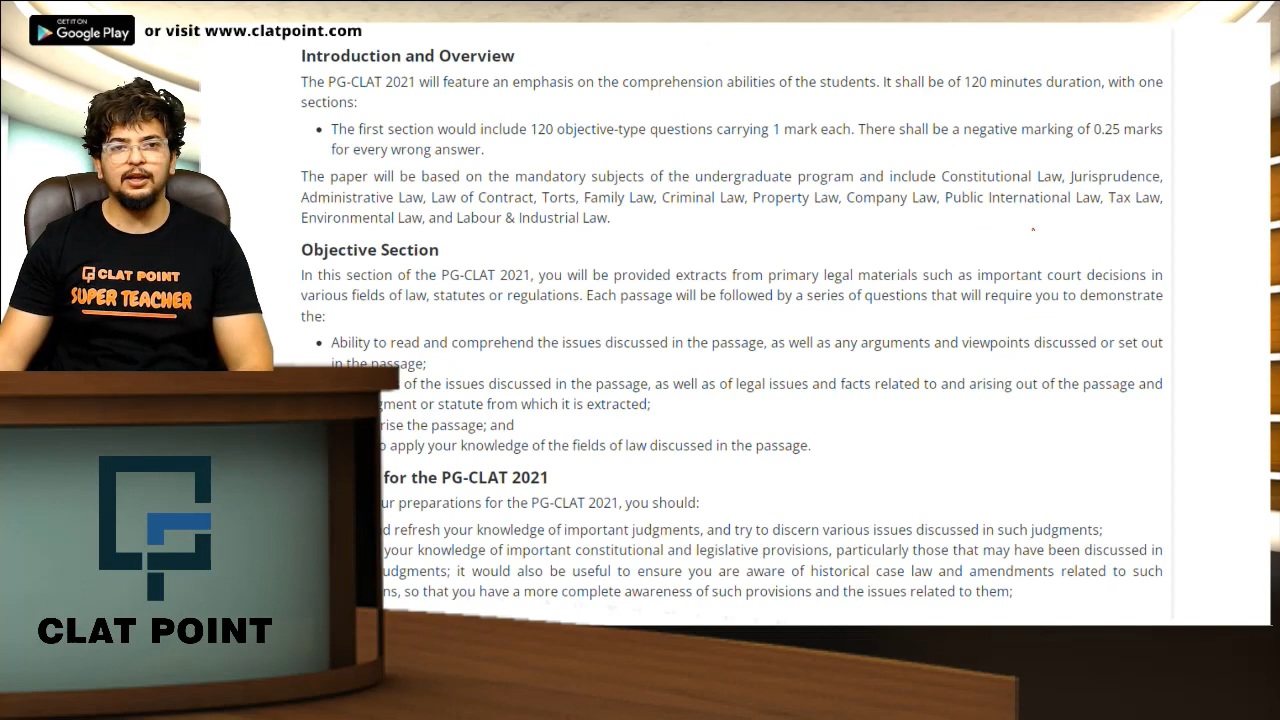 GET IT ON
Google Play
or visit www.clatpoint.com
Introduction and Overview
The PG-CLAT 2021 will feature an emphasis on the comprehension abilities of the students. It shall be of 120 minutes duration, with one
sections:
• The first section would include 120 objective-type questions carrying 1 mark each. There shall be a negative marking of 0.25 marks
for every wrong answer.
The paper will be based on the mandatory subjects of the undergraduate program and include Constitutional Law, Jurisprudence,
Administrative Law, Law of Contract, Torts, Family Law, Criminal Law, Property Law, Company Law, Public International Law, Tax Law,
Environmental Law, and Labour & Industrial Law.
Objective Section
In this section of the PG-CLAT 2021, you will be provided extracts from primary legal materials such as important court decisions in
various fields of law, statutes or regulations. Each passage will be followed by a series of questions that will require you to demonstrate
the:
• Ability to read and comprehend the issues discussed in the passage, as well as any arguments and viewpoints discussed or set out
in the passage;
of the issues discussed in the passage, as well as of legal issues and facts related to and arising out of the passage and
gment or statute from which it is extracted;
rise the passage; and
o apply your knowledge of the fields of law discussed in the passage.
for the PG-CLAT 2021
ur preparations for the PG-CLAT 2021, you should:
d refresh your knowledge of important judgments, and try to discern various issues discussed in such judgments;
your knowledge of important constitutional and legislative provisions, particularly those that may have been discussed in
udgments; it would also be useful to ensure you are aware of historical case law and amendments related to such
ns, so that you have a more complete awareness of such provisions and the issues related to them;
CLAT POINT
SUPER TEACHER
CLAT POINT